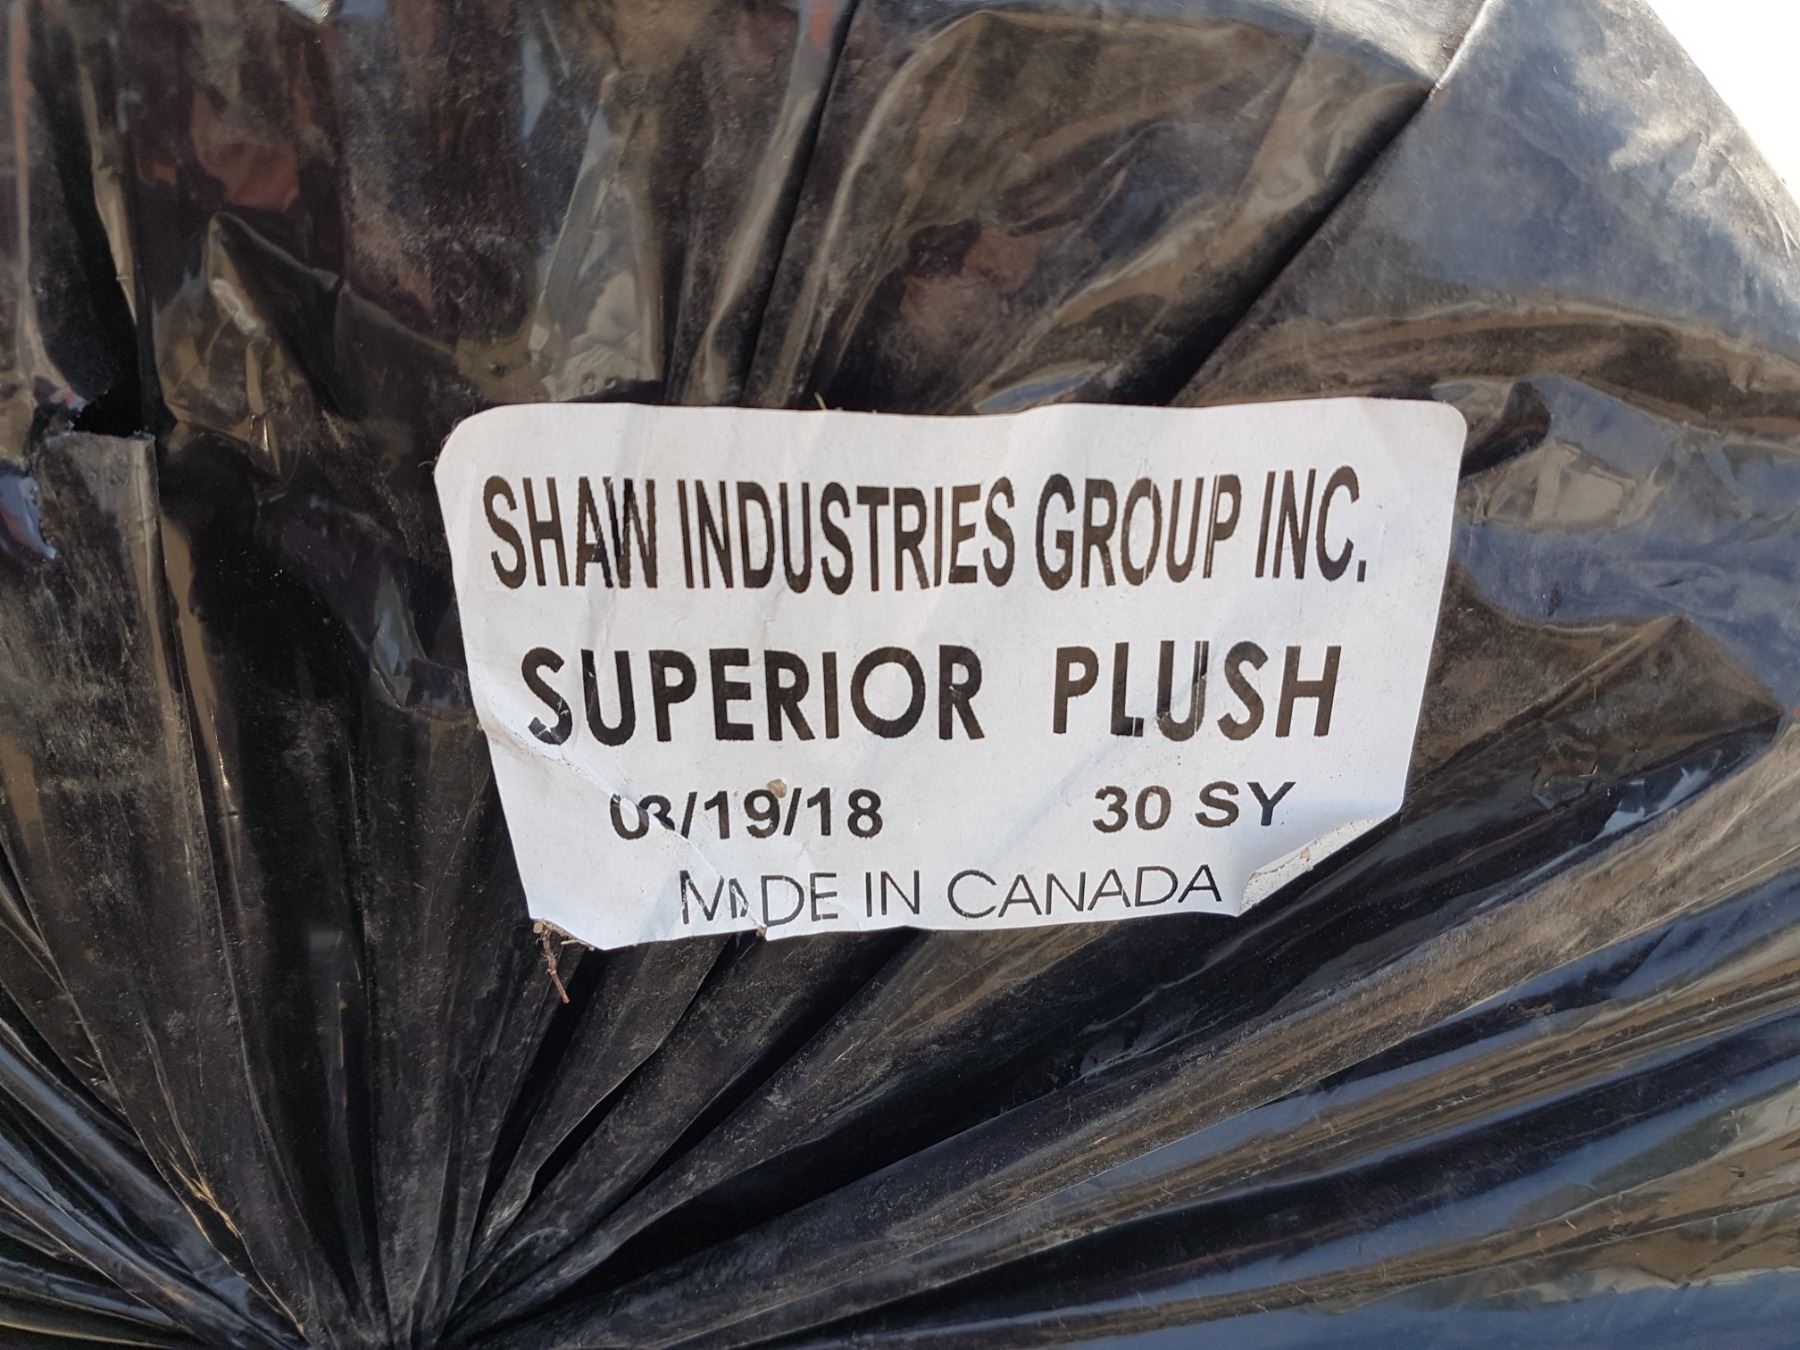 SHAW INDUSTRIES GROUP INC.
SUPERIOR PLUSH
03/19/18 30 SY
MADE IN CANADA